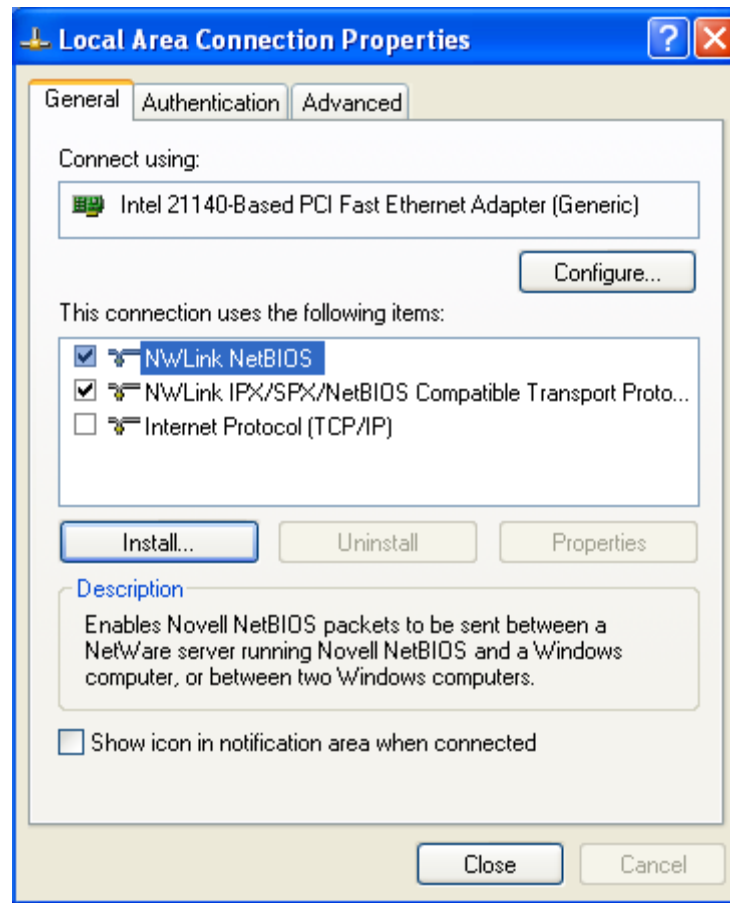 Local Area Connection Properties
General Authentication Advanced
Connect using:
Intel 21140-Based PCI Fast Ethernet Adapter (Generic)
Configure...
This connection uses the following items:
NWLink NetBIOS
NWLink IPX/SPX/NetBIOS Compatible Transport Proto...
Internet Protocol (TCP/IP)
Install... Uninstall Properties
Description
Enables Novell NetBIOS packets to be sent between a
NetWare server running Novell NetBIOS and a Windows
computer, or between two Windows computers.
Show icon in notification area when connected
Close Cancel